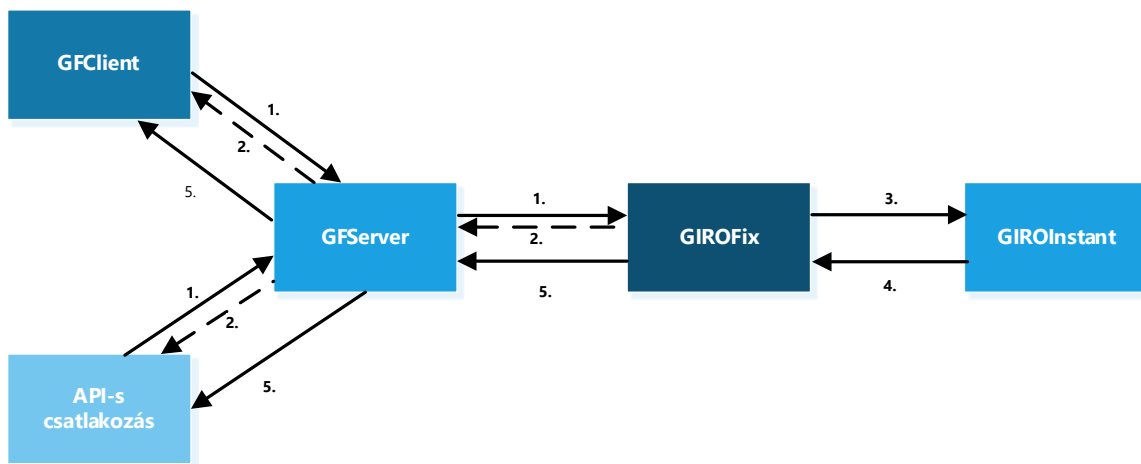 GFClient
1.
2.
5.
GFServer
1.
2.
5.
GIROFix
3.
4.
GIROInstant
1.
2.
5.
API-s
csatlakozás